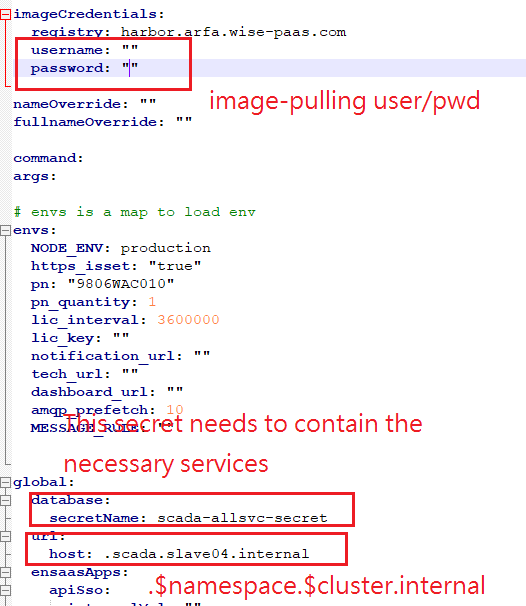 imageCredentials:
registry: harbor.arfa.wise-paas.com
username: ""
password: ""
image-pulling user/pwd
nameOverride: ""
fullnameOverride: ""
command:
args:
# envs is a map to load env
envs:
NODE_ENV: production
https_isset: "true"
pn: "9806WAC010"
pn_quantity: 1
lic_interval: 3600000
lic_key: ""
notification_url: ""
tech_url: ""
dashboard_url: ""
amqp_prefetch: 10
MESSAGE_RULE: ""
This secret needs to contain the
necessary services
global:
database:
secretName: scada-allsvc-secret
url:
host: .scada.slave04.internal
ensaasApps:
.$namespace.$cluster.internal
apiSso: